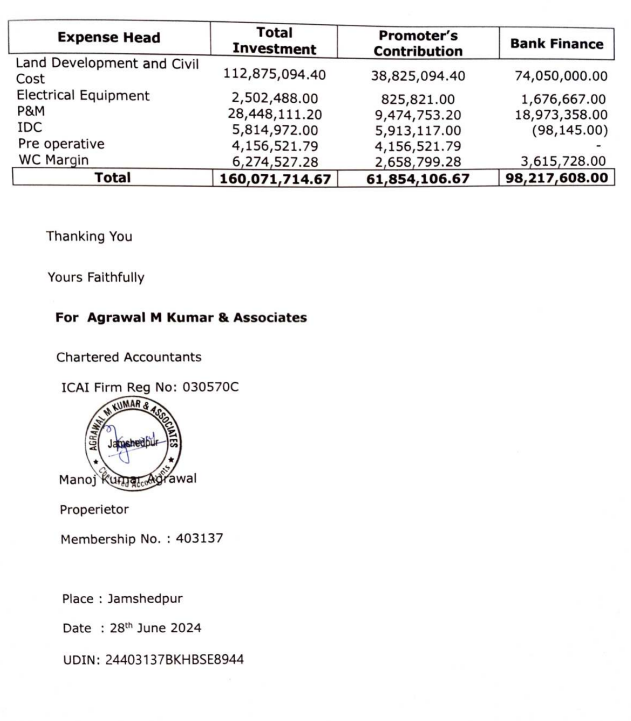 Expense Head Total Investment Promoter's Contribution Bank Finance
Land Development and Civil Cost 112,875,094.40 38,825,094.40 74,050,000.00
Electrical Equipment 2,502,488.00 825,821.00 1,676,667.00
P&M 28,448,111.20 9,474,753.20 18,973,358.00
IDC 5,814,972.00 5,913,117.00 (98,145.00)
Pre operative 4,156,521.79 4,156,521.79 -
WC Margin 6,274,527.28 2,658,799.28 3,615,728.00
Total 160,071,714.67 61,854,106.67 98,217,608.00
Thanking You
Yours Faithfully
For Agrawal M Kumar & Associates
Chartered Accountants
ICAI Firm Reg No: 030570C
AGRAWAL M KUMAR & ASSOCIATES
Jamshedpur
Chartered Accountants
Manoj Kumar Agrawal
Properietor
Membership No. : 403137
Place : Jamshedpur
Date : 28th June 2024
UDIN: 24403137BKHBSE8944